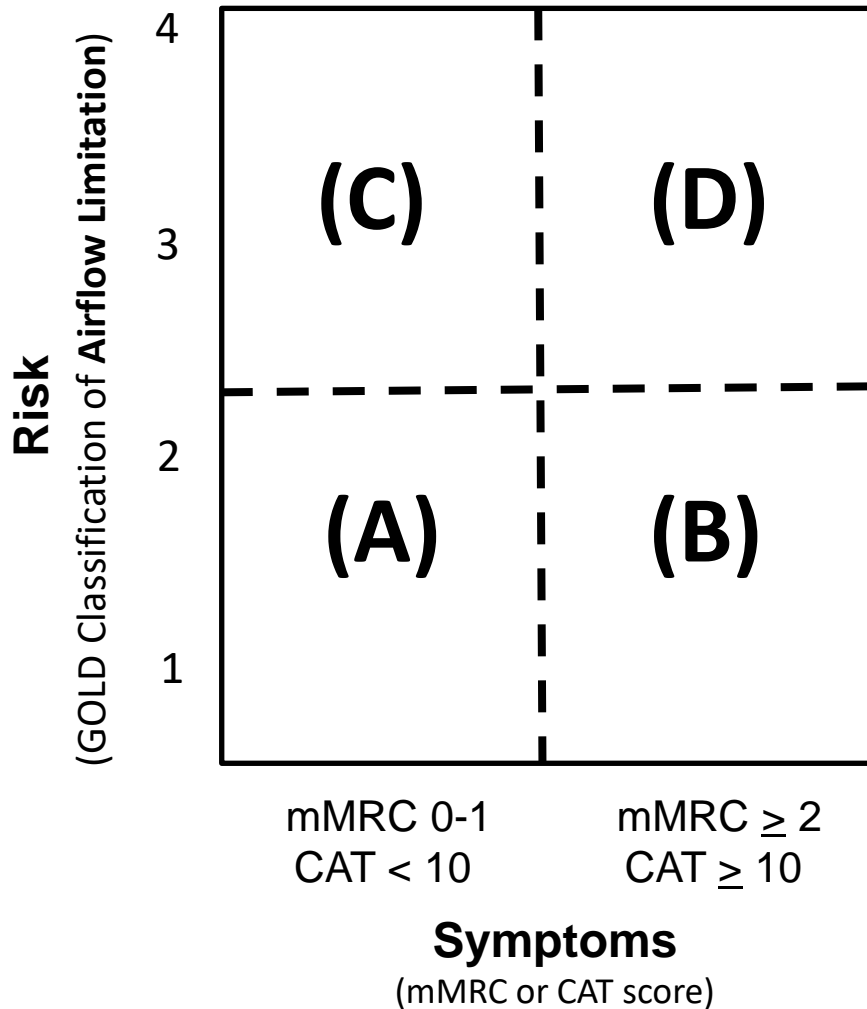 4
(C)
(D)
3
Risk
(GOLD Classification of Airflow Limitation)
2
(A)
(B)
1
mMRC 0-1
mMRC ≥ 2
CAT < 10
CAT ≥ 10
Symptoms
(mMRC or CAT score)